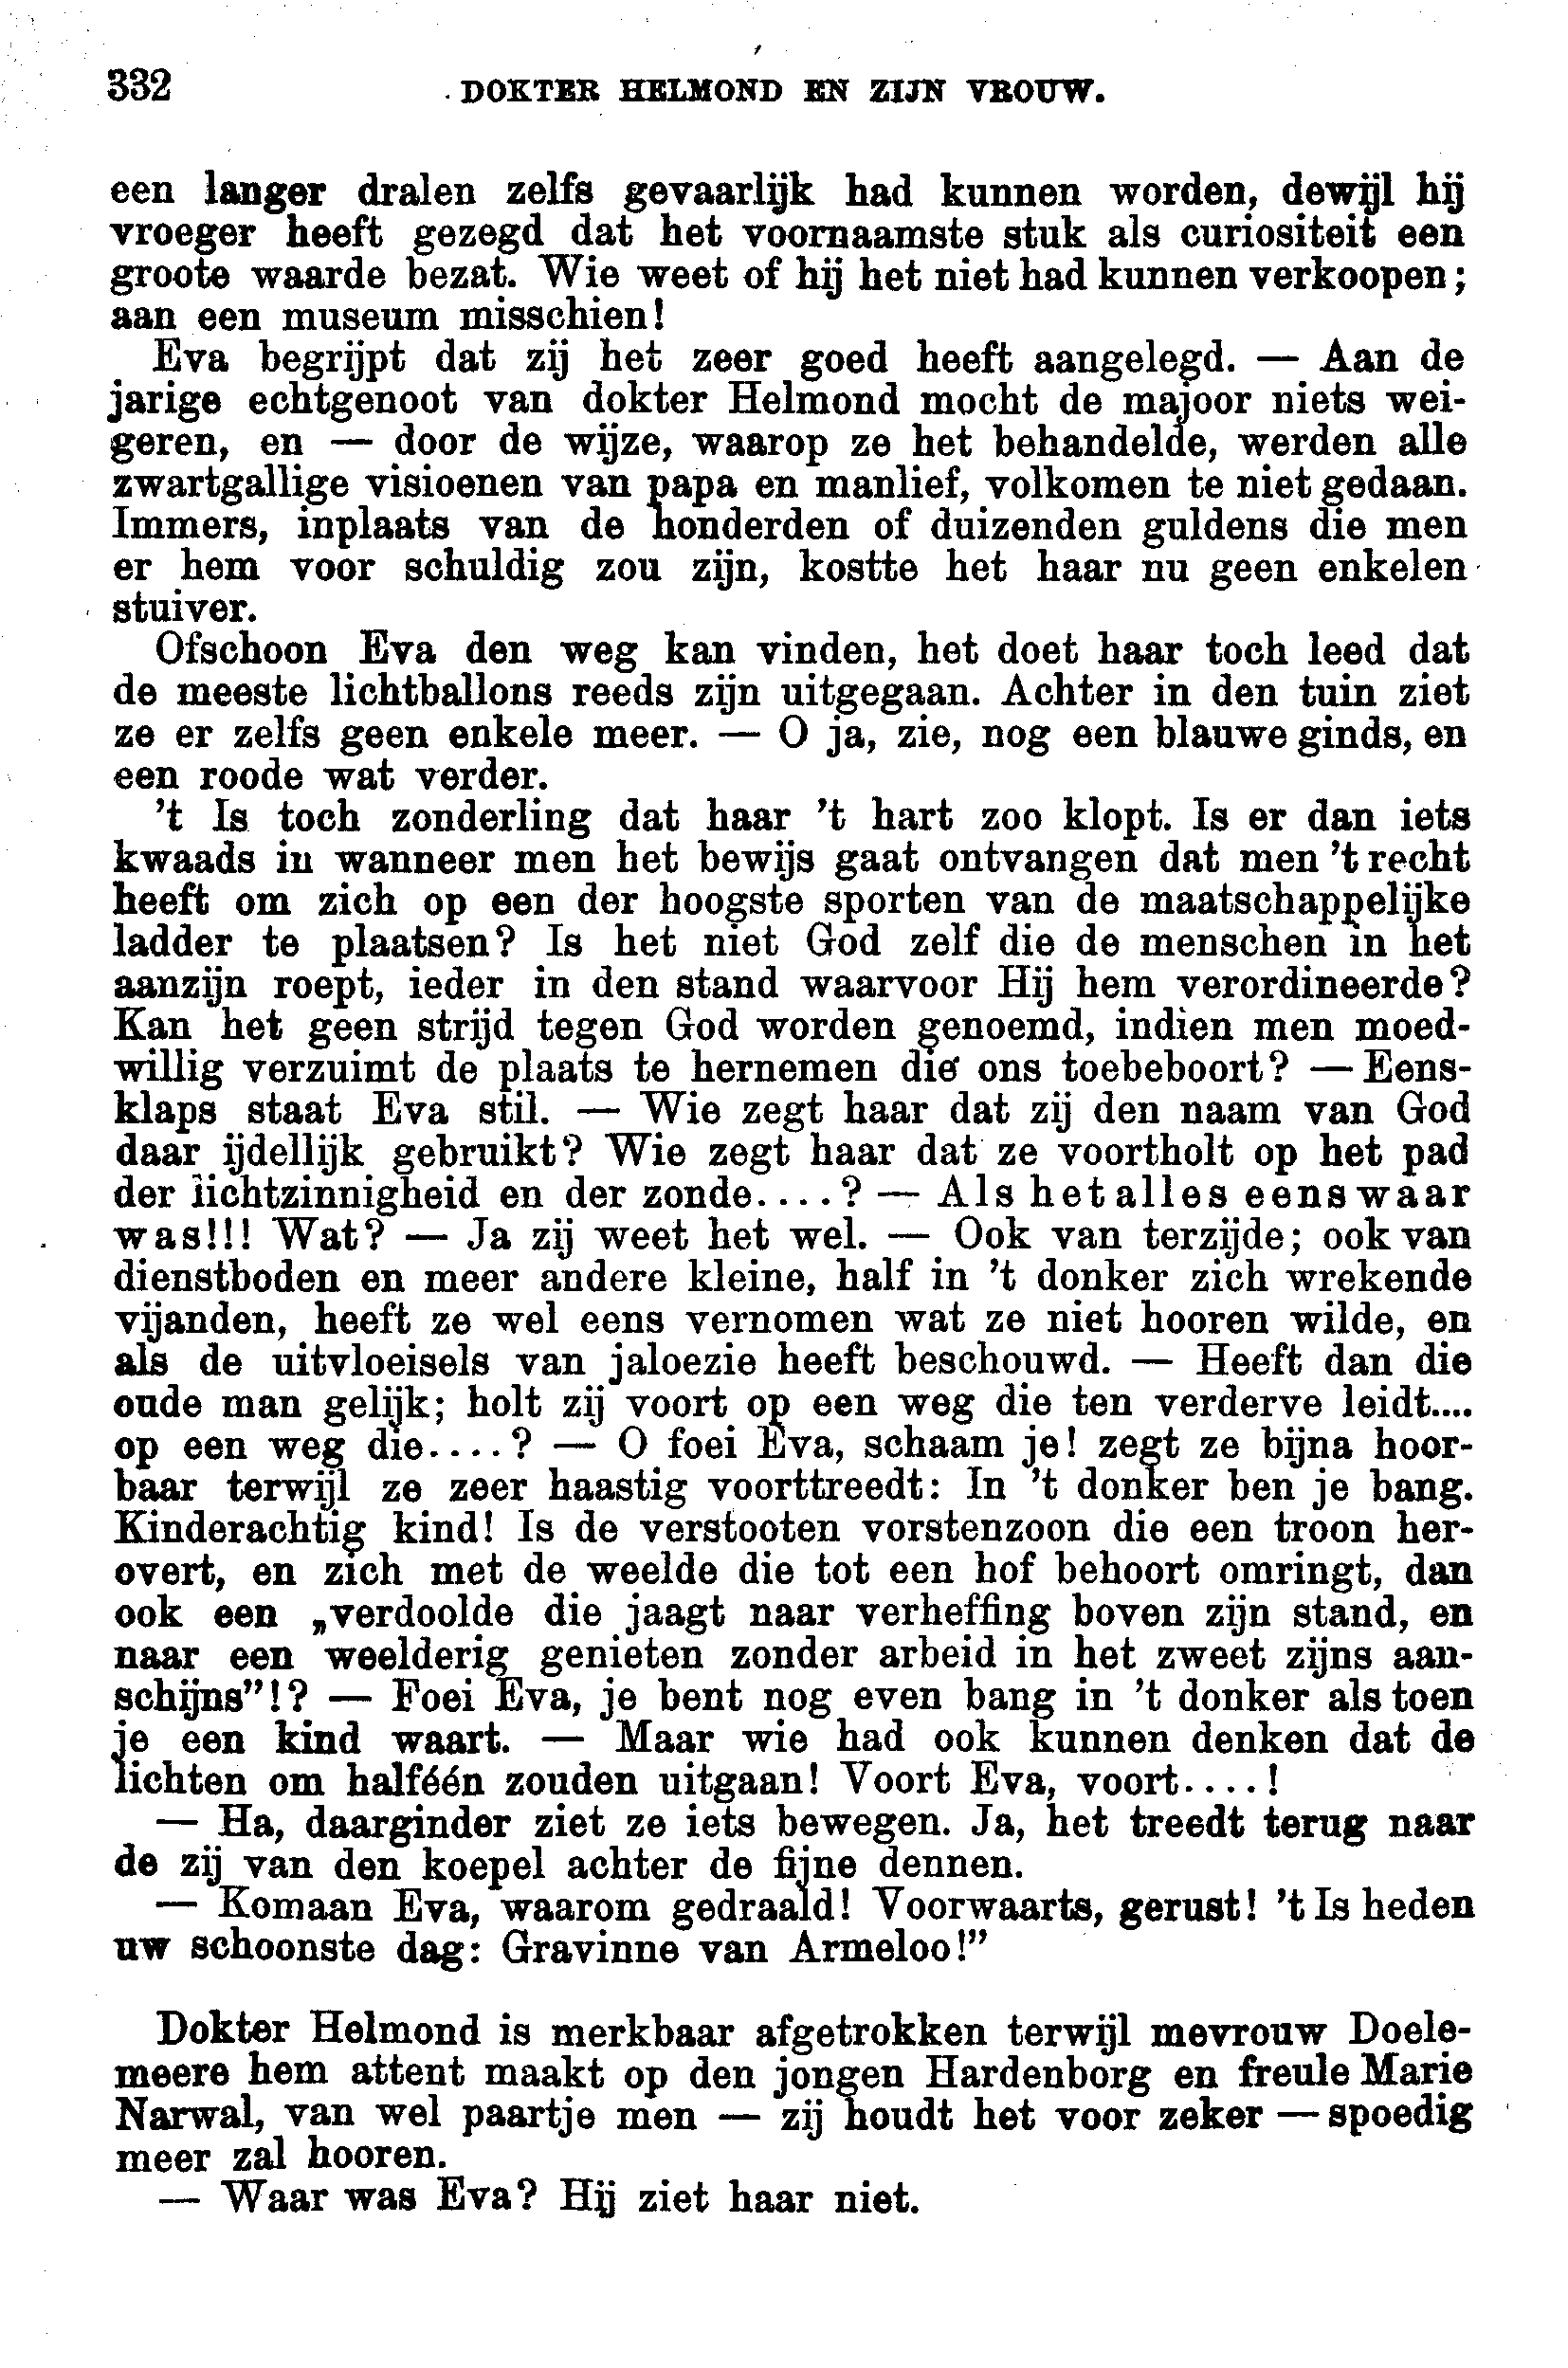 332 DOKTER HELMOND EN ZIJN VROUW.
een langer dralen zelfs gevaarlijk had kunnen worden, dewijl hij
vroeger heeft gezegd dat het voornaamste stuk als curiositeit een
groote waarde bezat. Wie weet of hij het niet had kunnen verkoopen;
aan een museum misschien!
Eva begrijpt dat zij het zeer goed heeft aangelegd. — Aan de
jarige echtgenoot van dokter Helmond mocht de majoor niets wei-
geren, en — door de wijze, waarop ze het behandelde, werden alle
zwartgallige visioenen van papa en manlief, volkomen te niet gedaan.
Immers, inplaats van de honderden of duizenden guldens die men
er hem voor schuldig zou zijn, kostte het haar nu geen enkelen
stuiver.
Ofschoon Eva den weg kan vinden, het doet haar toch leed dat
de meeste lichtballons reeds zijn uitgegaan. Achter in den tuin ziet
ze er zelfs geen enkele meer. — O ja, zie, nog een blauwe ginds, en
een roode wat verder.
't Is toch zonderling dat haar 't hart zoo klopt. Is er dan iets
kwaads in wanneer men het bewijs gaat ontvangen dat men 't recht
heeft om zich op een der hoogste sporten van de maatschappelijke
ladder te plaatsen? Is het niet God zelf die de menschen in het
aanzijn roept, ieder in den stand waarvoor Hij hem verordineerde?
Kan het geen strijd tegen God worden genoemd, indien men moed-
willig verzuimt de plaats te hernemen die ons toebeboort? — Eens-
klaps staat Eva stil. — Wie zegt haar dat zij den naam van God
daar ijdellijk gebruikt? Wie zegt haar dat ze voortholt op het pad
der lichtzinnigheid en der zonde....? — Als het alles eens waar
was!!! Wat? — Ja zij weet het wel. — Ook van terzijde; ook van
dienstboden en meer andere kleine, half in 't donker zich wrekende
vijanden, heeft ze wel eens vernomen wat ze niet hooren wilde, en
als de uitvloeisels van jaloezie heeft beschouwd. — Heeft dan die
oude man gelijk; holt zij voort op een weg die ten verderve leidt....
op een weg die....? — O foei Eva, schaam je! zegt ze bijna hoor-
baar terwijl ze zeer haastig voorttreedt: In 't donker ben je bang.
Kinderachtig kind! Is de verstooten vorstenzoon die een troon her-
overt, en zich met de weelde die tot een hof behoort omringt, dan
ook een „verdoolde die jaagt naar verheffing boven zijn stand, en
naar een weelderig genieten zonder arbeid in het zweet zijns aan-
schijns”!? — Foei Eva, je bent nog even bang in 't donker als toen
je een kind waart. — Maar wie had ook kunnen denken dat de
lichten om halféén zouden uitgaan! Voort Eva, voort....!
— Ha, daarginder ziet ze iets bewegen. Ja, het treedt terug naar
de zij van den koepel achter de fijne dennen.
— Komaan Eva, waarom gedraald! Voorwaarts, gerust! 't Is heden
uw schoonste dag: Gravinne van Armeloo!”
Dokter Helmond is merkbaar afgetrokken terwijl mevrouw Doele-
meere hem attent maakt op den jongen Hardenborg en freule Marie
Narwal, van wel paartje men — zij houdt het voor zeker — spoedig
meer zal hooren.
— Waar was Eva? Hij ziet haar niet.